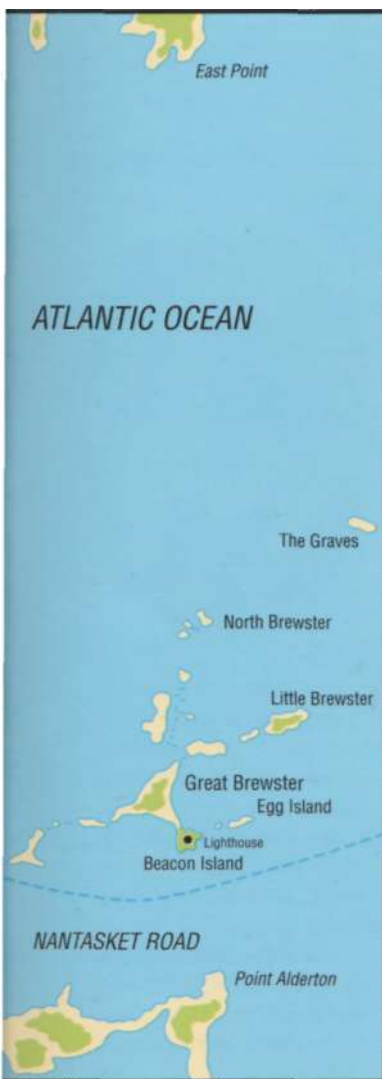 East Point
ATLANTIC OCEAN
The Graves
North Brewster
Little Brewster
Great Brewster
Egg Island
Lighthouse
Beacon Island
NANTASKET ROAD
Point Alderton